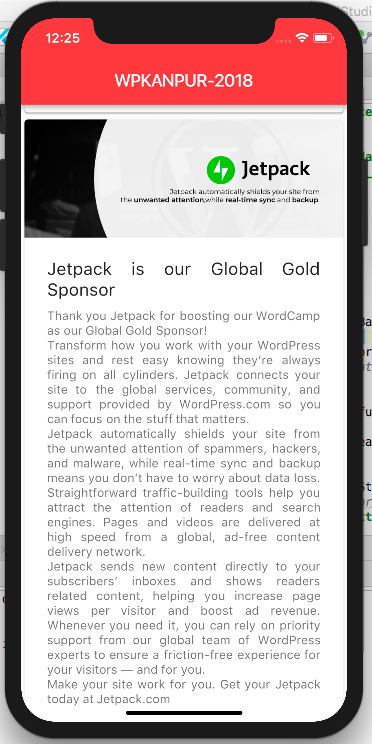 12:25
WPKANPUR-2018
Jetpack
Jetpack automatically shields your site from
the unwanted attention,while real-time sync and backup
Jetpack is our Global Gold
Sponsor
Thank you Jetpack for boosting our WordCamp
as our Global Gold Sponsor!
Transform how you work with your WordPress
sites and rest easy knowing they're always
firing on all cylinders. Jetpack connects your
site to the global services, community, and
support provided by WordPress.com so you
can focus on the stuff that matters.
Jetpack automatically shields your site from
the unwanted attention of spammers, hackers,
and malware, while real-time sync and backup
means you don't have to worry about data loss.
Straightforward traffic-building tools help you
attract the attention of readers and search
engines. Pages and videos are delivered at
high speed from a global, ad-free content
delivery network.
Jetpack sends new content directly to your
subscribers' inboxes and shows readers
related content, helping you increase page
views per visitor and boost ad revenue.
Whenever you need it, you can rely on priority
support from our global team of WordPress
experts to ensure a friction-free experience for
your visitors — and for you.
Make your site work for you. Get your Jetpack
today at Jetpack.com